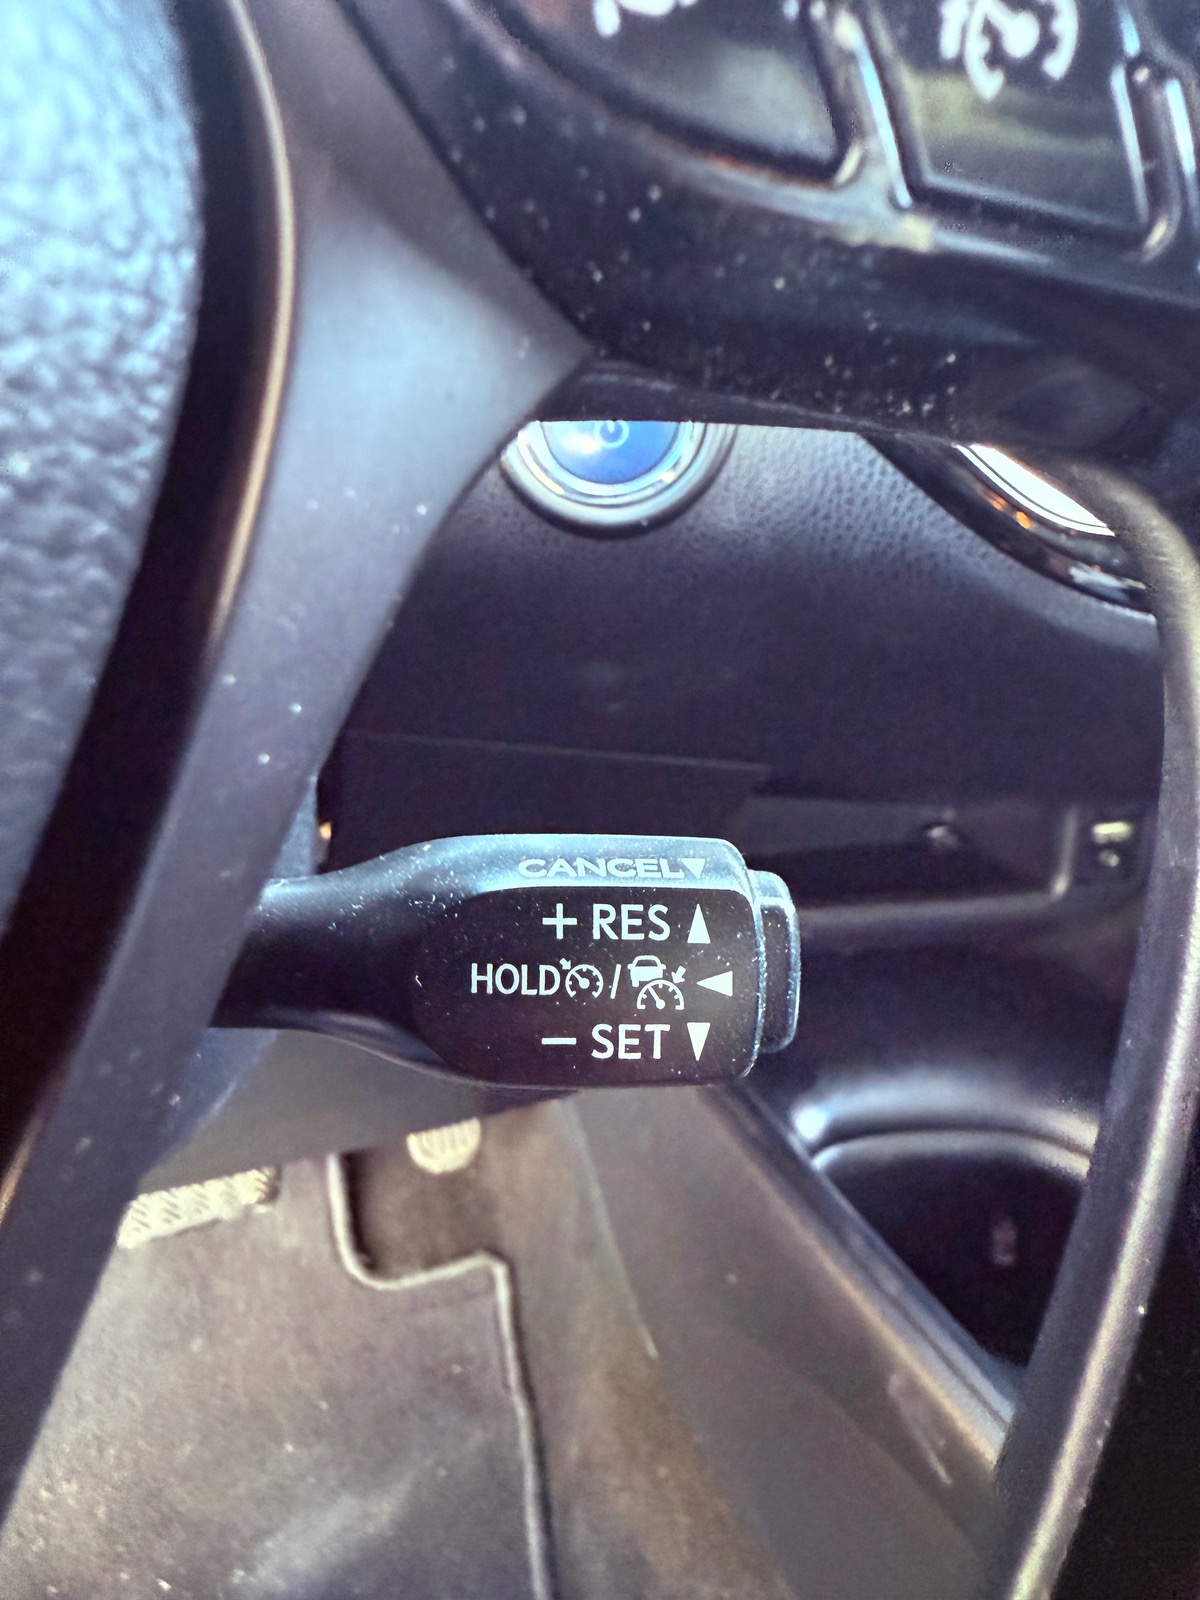 CANCEL▼
+ RES ▲
HOLD / ◀
– SET ▼